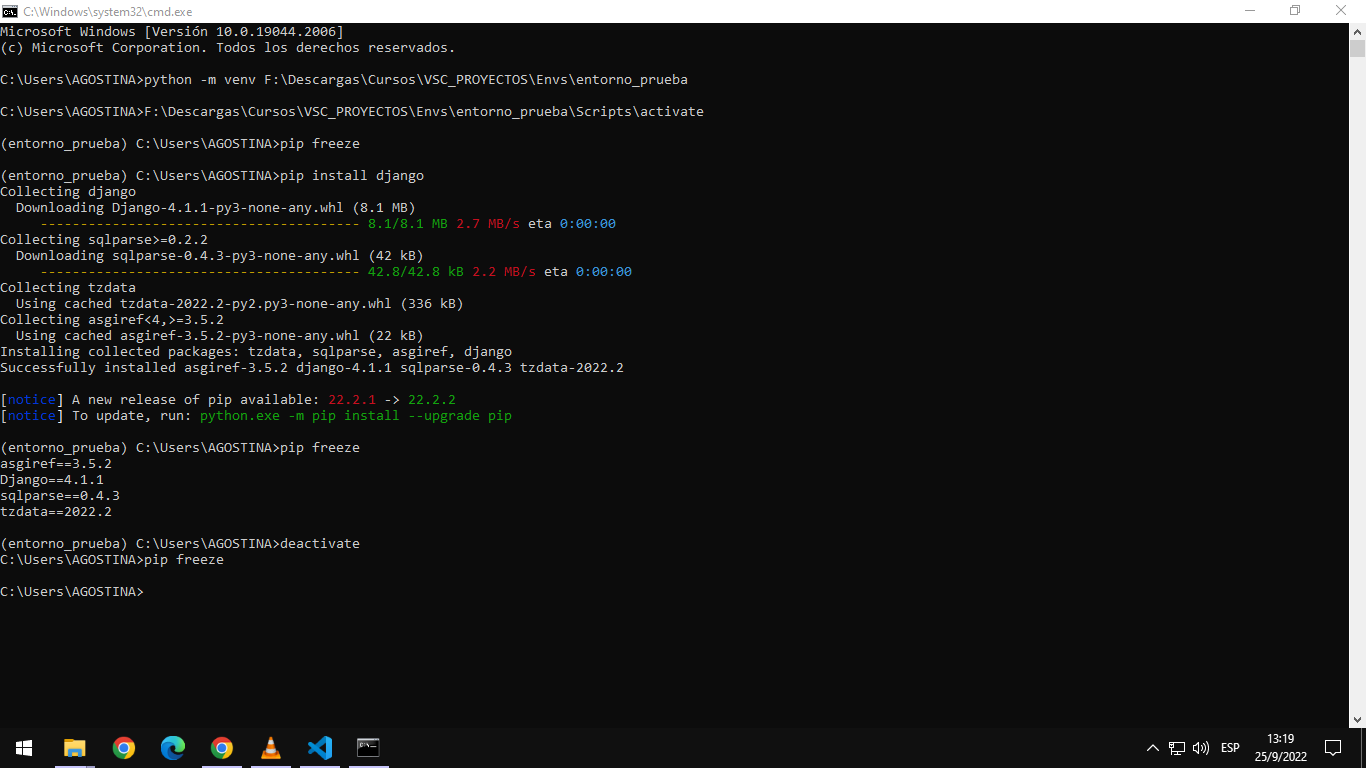 C:\Windows\system32\cmd.exe
Microsoft Windows [Versión 10.0.19044.2006]
(c) Microsoft Corporation. Todos los derechos reservados.
C:\Users\AGOSTINA>python -m venv F:\Descargas\Cursos\VSC_PROYECTOS\Envs\entorno_prueba
C:\Users\AGOSTINA>F:\Descargas\Cursos\VSC_PROYECTOS\Envs\entorno_prueba\Scripts\activate
(entorno_prueba) C:\Users\AGOSTINA>pip freeze
(entorno_prueba) C:\Users\AGOSTINA>pip install django
Collecting django
  Downloading Django-4.1.1-py3-none-any.whl (8.1 MB)
     ---------------------------------------- 8.1/8.1 MB 2.7 MB/s eta 0:00:00
Collecting sqlparse>=0.2.2
  Downloading sqlparse-0.4.3-py3-none-any.whl (42 kB)
     ---------------------------------------- 42.8/42.8 kB 2.2 MB/s eta 0:00:00
Collecting tzdata
  Using cached tzdata-2022.2-py2.py3-none-any.whl (336 kB)
Collecting asgiref<4,>=3.5.2
  Using cached asgiref-3.5.2-py3-none-any.whl (22 kB)
Installing collected packages: tzdata, sqlparse, asgiref, django
Successfully installed asgiref-3.5.2 django-4.1.1 sqlparse-0.4.3 tzdata-2022.2
[notice] A new release of pip available: 22.2.1 -> 22.2.2
[notice] To update, run: python.exe -m pip install --upgrade pip
(entorno_prueba) C:\Users\AGOSTINA>pip freeze
asgiref==3.5.2
Django==4.1.1
sqlparse==0.4.3
tzdata==2022.2
(entorno_prueba) C:\Users\AGOSTINA>deactivate
C:\Users\AGOSTINA>pip freeze
C:\Users\AGOSTINA>
ESP
13:19
25/9/2022